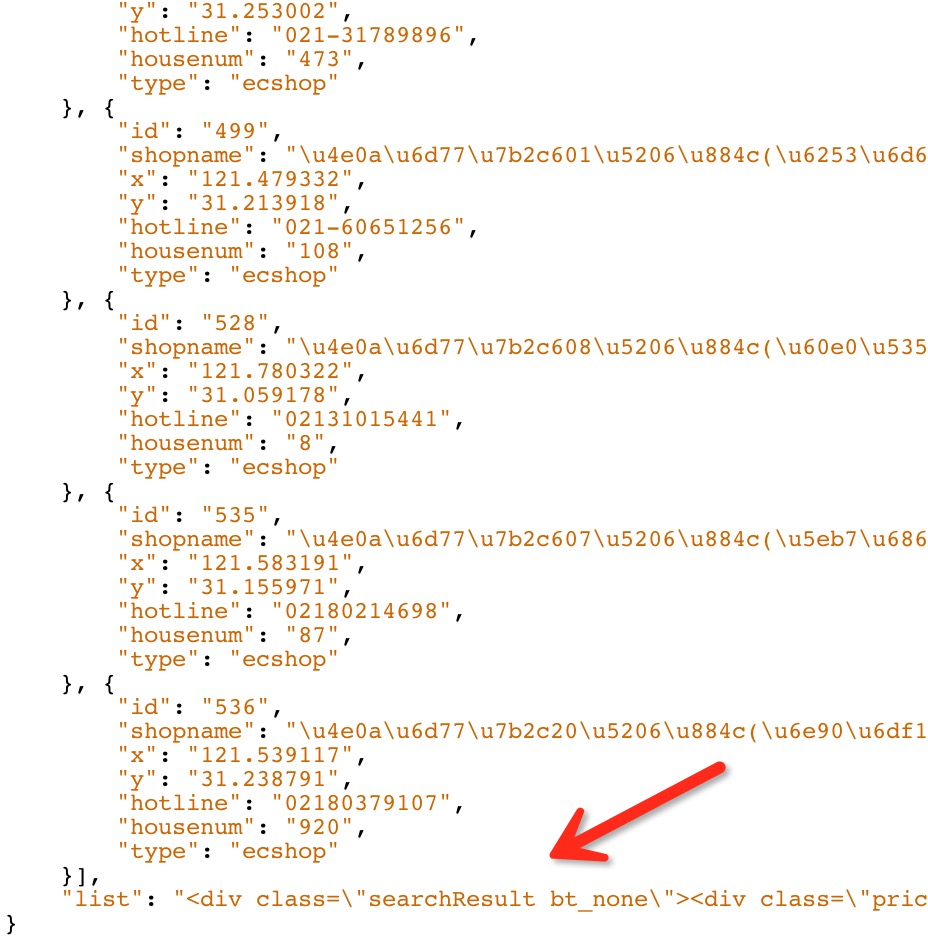 "y": "31.253002",
"hotline": "021-31789896",
"housenum": "473",
"type": "ecshop"
}, {
"id": "499",
"shopname": "\u4e0a\u6d77\u7b2c601\u5206\u884c(\u6253\u6d6
"x": "121.479332",
"y": "31.213918",
"hotline": "021-60651256",
"housenum": "108",
"type": "ecshop"
}, {
"id": "528",
"shopname": "\u4e0a\u6d77\u7b2c608\u5206\u884c(\u60e0\u535
"x": "121.780322",
"y": "31.059178",
"hotline": "02131015441",
"housenum": "8",
"type": "ecshop"
}, {
"id": "535",
"shopname": "\u4e0a\u6d77\u7b2c607\u5206\u884c(\u5eb7\u686
"x": "121.583191",
"y": "31.155971",
"hotline": "02180214698",
"housenum": "87",
"type": "ecshop"
}, {
"id": "536",
"shopname": "\u4e0a\u6d77\u7b2c20\u5206\u884c(\u6e90\u6df1
"x": "121.539117",
"y": "31.238791",
"hotline": "02180379107",
"housenum": "920",
"type": "ecshop"
}],
"list": "<div class=\"searchResult bt_none\"><div class=\"pric
}